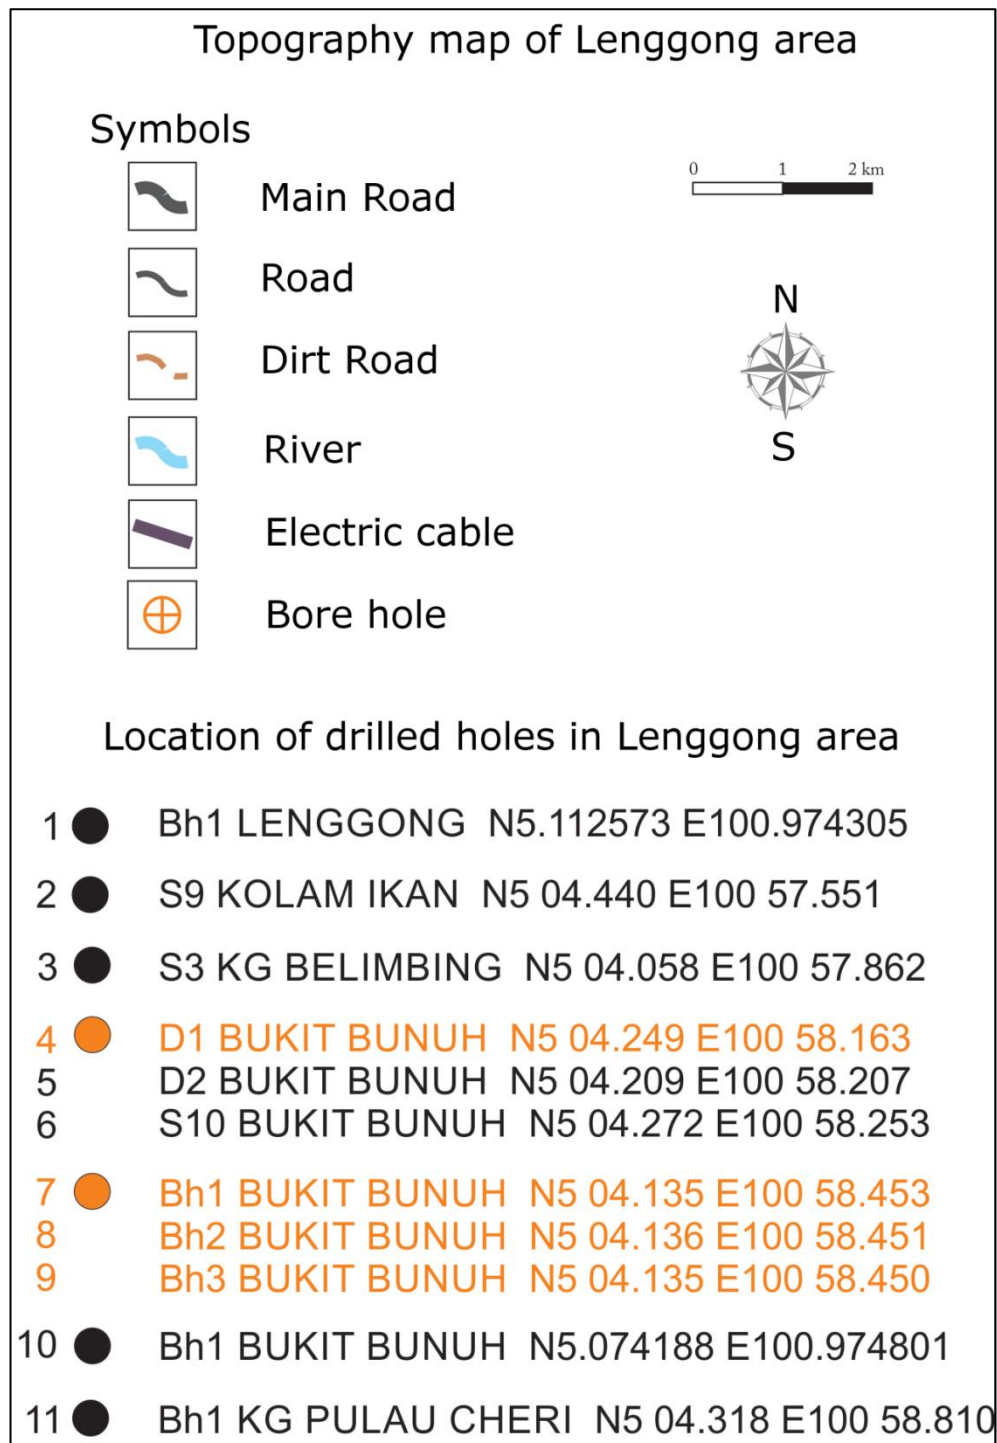 Topography map of Lenggong area
Symbols
0 1 2 km
Main Road
Road
N
Dirt Road
River
S
Electric cable
Bore hole
Location of drilled holes in Lenggong area
1 Bh1 LENGGONG N5.112573 E100.974305
2 S9 KOLAM IKAN N5 04.440 E100 57.551
3 S3 KG BELIMBING N5 04.058 E100 57.862
4 D1 BUKIT BUNUH N5 04.249 E100 58.163
5 D2 BUKIT BUNUH N5 04.209 E100 58.207
6 S10 BUKIT BUNUH N5 04.272 E100 58.253
7 Bh1 BUKIT BUNUH N5 04.135 E100 58.453
8 Bh2 BUKIT BUNUH N5 04.136 E100 58.451
9 Bh3 BUKIT BUNUH N5 04.135 E100 58.450
10 Bh1 BUKIT BUNUH N5.074188 E100.974801
11 Bh1 KG PULAU CHERI N5 04.318 E100 58.810